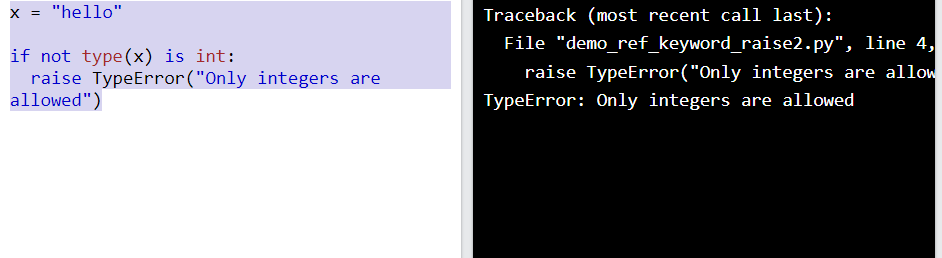 x = "hello"
if not type(x) is int:
  raise TypeError("Only integers are
allowed")
Traceback (most recent call last):
  File "demo_ref_keyword_raise2.py", line 4,
    raise TypeError("Only integers are allow
TypeError: Only integers are allowed